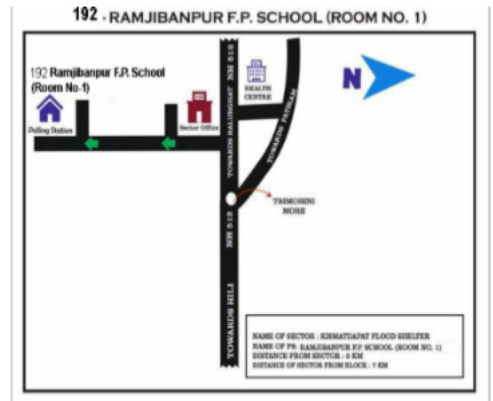 192 - RAMJIBANPUR F.P. SCHOOL (ROOM NO. 1)
192 Ramjibanpur F.P. School
(Room No-1)
Polling Station
Sector Office
HEALTH
CENTRE
N
TOWARDS BALURGHAT NH 512
TOWARDS PATIRAM
TRIMOHINI
MORE
TOWARDS HILI NH 512
NAME OF SECTOR : KISMATDAPAT FLOOD SHELTER
NAME OF PS: RAMJIBANPUR F.P. SCHOOL (ROOM NO. 1)
DISTANCE FROM SECTOR : 8 KM
DISTANCE OF SECTOR FROM BLOCK : 7 KM